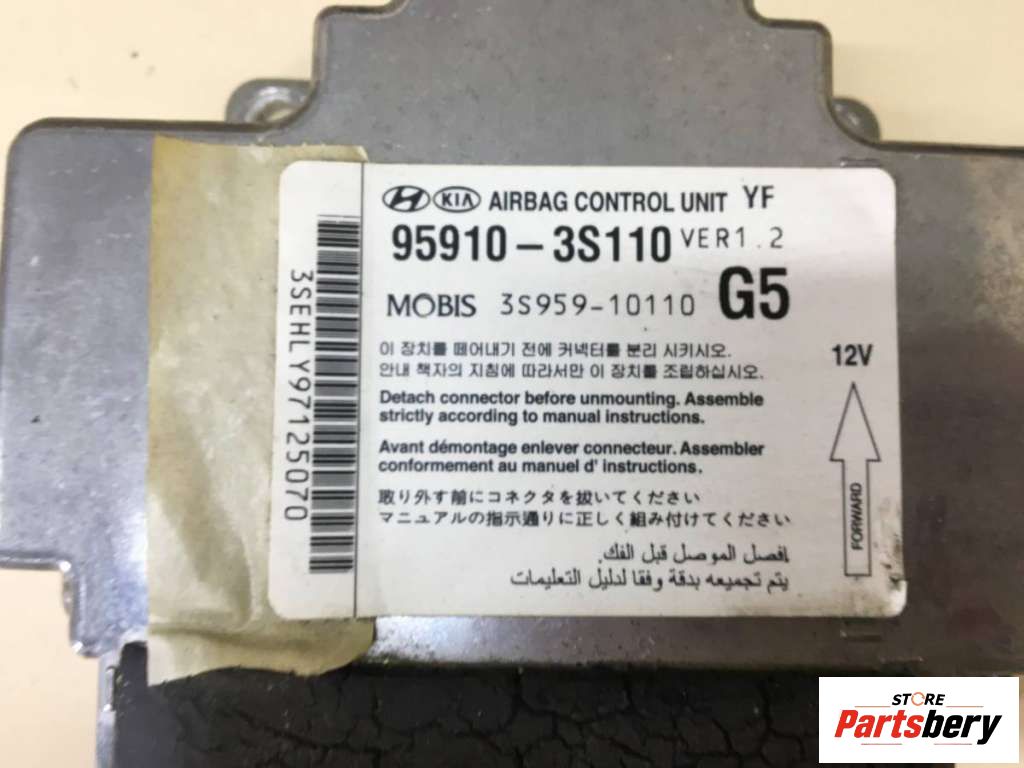 KIA AIRBAG CONTROL UNIT YF
95910-3S110 VER1.2
MOBIS 3S959-10110 G5
이 장치를 떼어내기 전에 커넥터를 분리 시키시오.
안내 책자의 지침에 따라서만 이 장치를 조립하십시오.
Detach connector before unmounting. Assemble
strictly according to manual instructions.
Avant démontage enlever connecteur. Assembler
conformement au manuel d' instructions.
取り外す前にコネクタを抜いてください
マニュアルの指示通りに正しく組み付けてください
إفصل الموصل قبل الفك.
يتم تجميعه بدقة وفقا لدليل التعليمات
12V
FORWARD
3SEHLY97125070
STORE
Partsbery